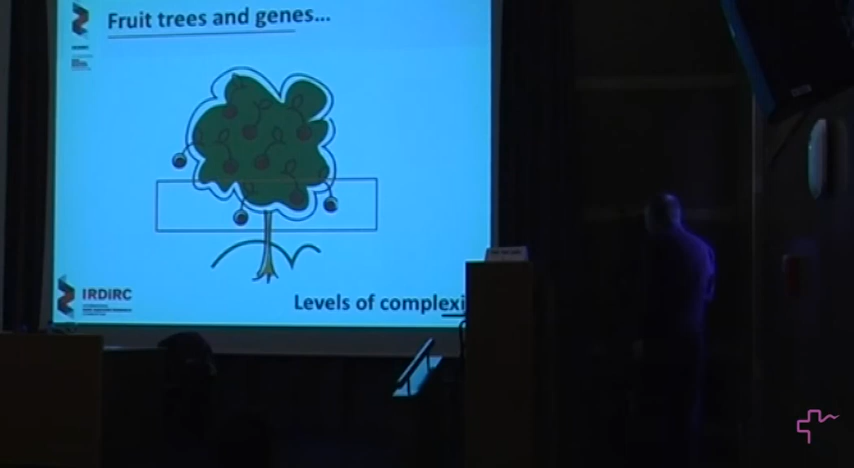 Fruit trees and genes...
Levels of complexi
IRDiRC